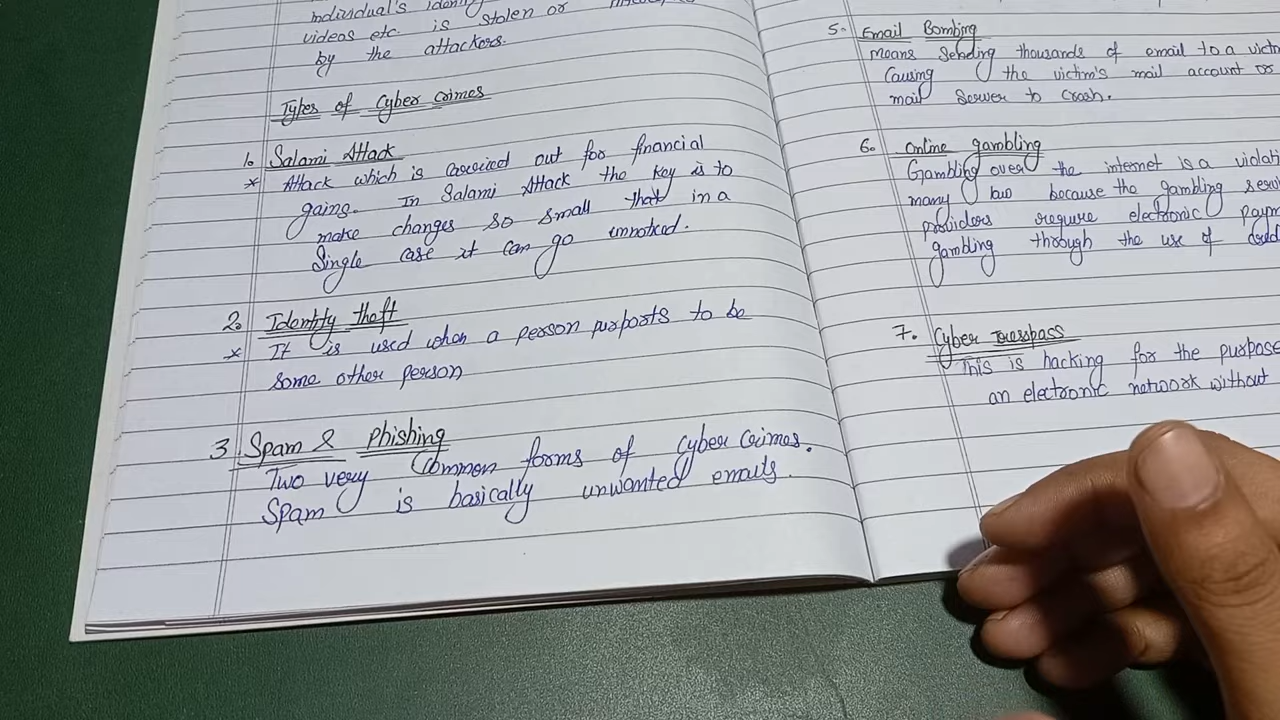 individual's
videos etc. is stolen or
by the attackers.
Types of Cyber Crimes
1. Salami Attack
* Attack which is carried out for financial
gains. In Salami Attack the key is to
make changes so small that in a
single case it can go unnoticed.
2. Identity theft
* It is used when a person purports to be
some other person
3 Spam & Phishing
Two very Common forms of Cyber Crimes.
Spam is basically unwanted emails.
5. Email Bombing
means sending thousands of email to a
Causing the victim's mail account or
mail Server to Crash.
6. Online gambling
Gambling over the internet is a
many law because the gambling
providers require electronic
gambling through the use of
7. Cyber Tresspass
This is hacking for the purpose
an electronic network without